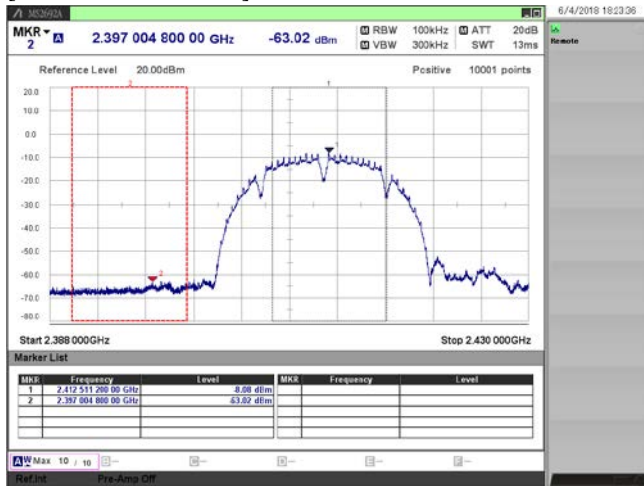 MS2692A
6/4/2018 18:23:36
MKR 2 2.397 004 800 00 GHz -63.02 dBm
RBW 100kHz ATT 20dB
VBW 300kHz SWT 13ms
Remote
Reference Level 20.00dBm Positive 10001 points
2 1
20.0
10.0
0.0
-10.0
1
-20.0
-30.0
-40.0
-50.0
-60.0
2
-70.0
-80.0
Start 2.388 000GHz Stop 2.430 000GHz
Marker List
MKR Frequency Level MKR Frequency Level
1 2.412 511 200 00 GHz -8.08 dBm
2 2.397 004 800 00 GHz -63.02 dBm
A W Max 10 / 10
Ref.Int Pre-Amp Off